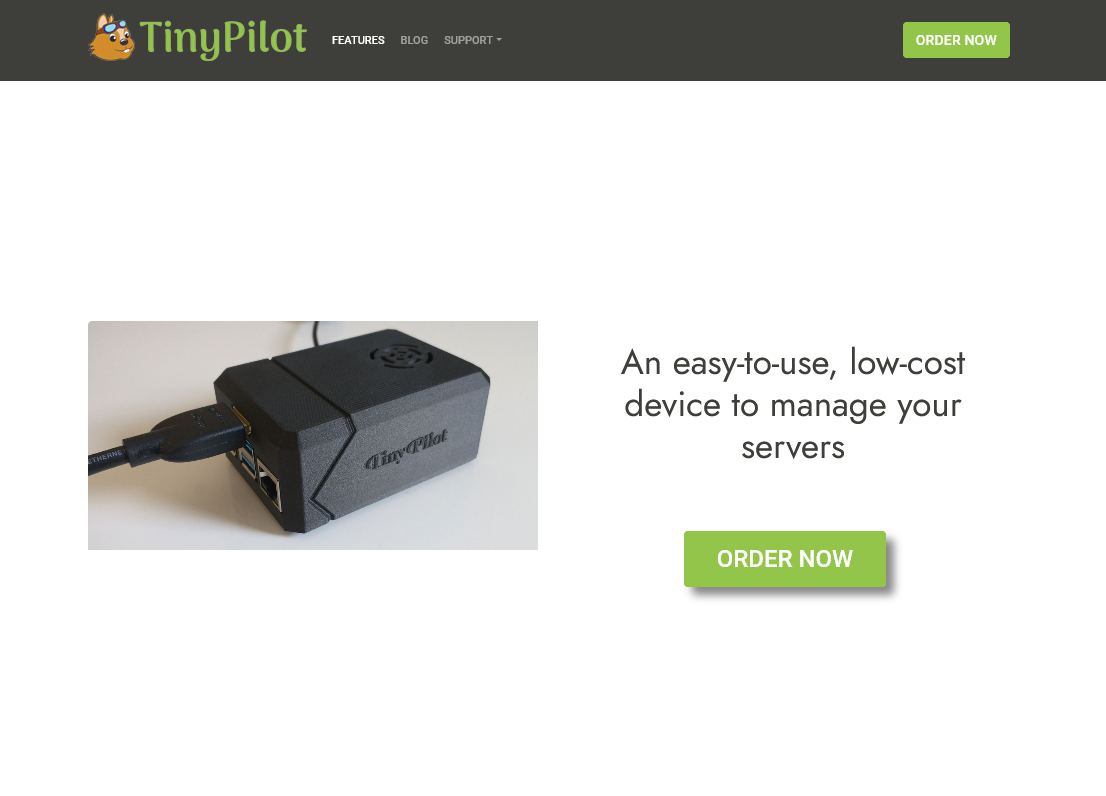 TinyPilot
FEATURES
BLOG
SUPPORT
ORDER NOW
ETHERNE
TinyPilot
An easy-to-use, low-cost
device to manage your
servers
ORDER NOW